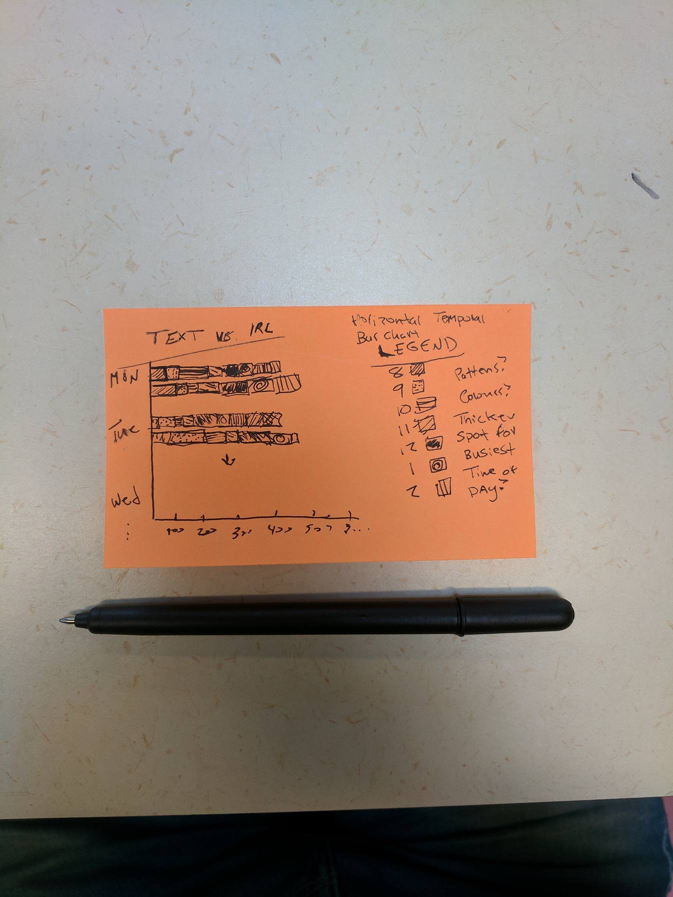 TEXT vs. IRL
MON
Tue
Wed
100 200 300 400 500
Horizontal Temporal
Bar Chart
LEGEND
8
9
10
11
12
1
2
Patterns?
Colours?
Thicker
Spot for
Busiest
Time of
DAY?